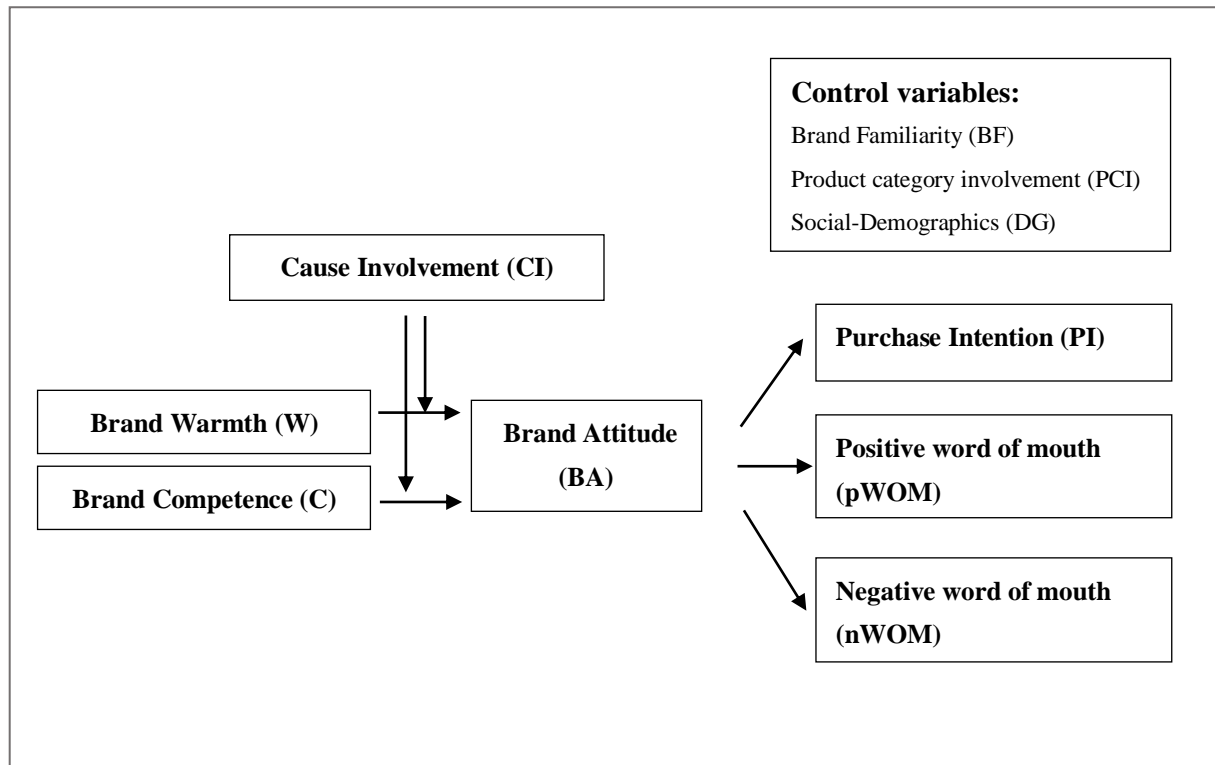 Control variables:
Brand Familiarity (BF)
Product category involvement (PCI)
Social-Demographics (DG)
Cause Involvement (CI)
Purchase Intention (PI)
Brand Warmth (W)
Brand Attitude
(BA)
Positive word of mouth
(pWOM)
Brand Competence (C)
Negative word of mouth
(nWOM)